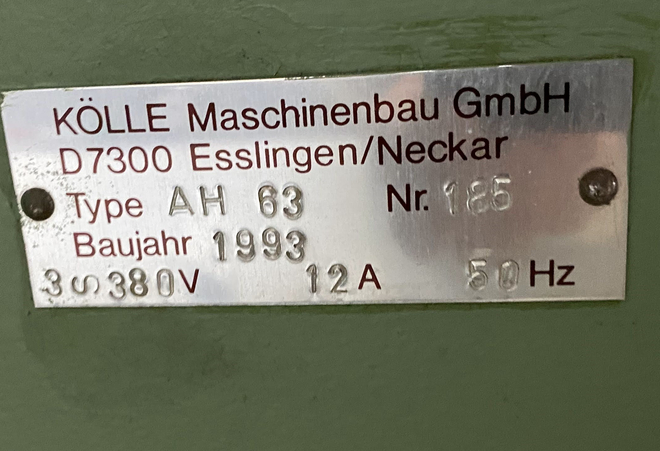 KÖLLE Maschinenbau GmbH
D7300 Esslingen/Neckar
Type AH 63 Nr. 185
Baujahr 1993
3∽380V 12A 50Hz